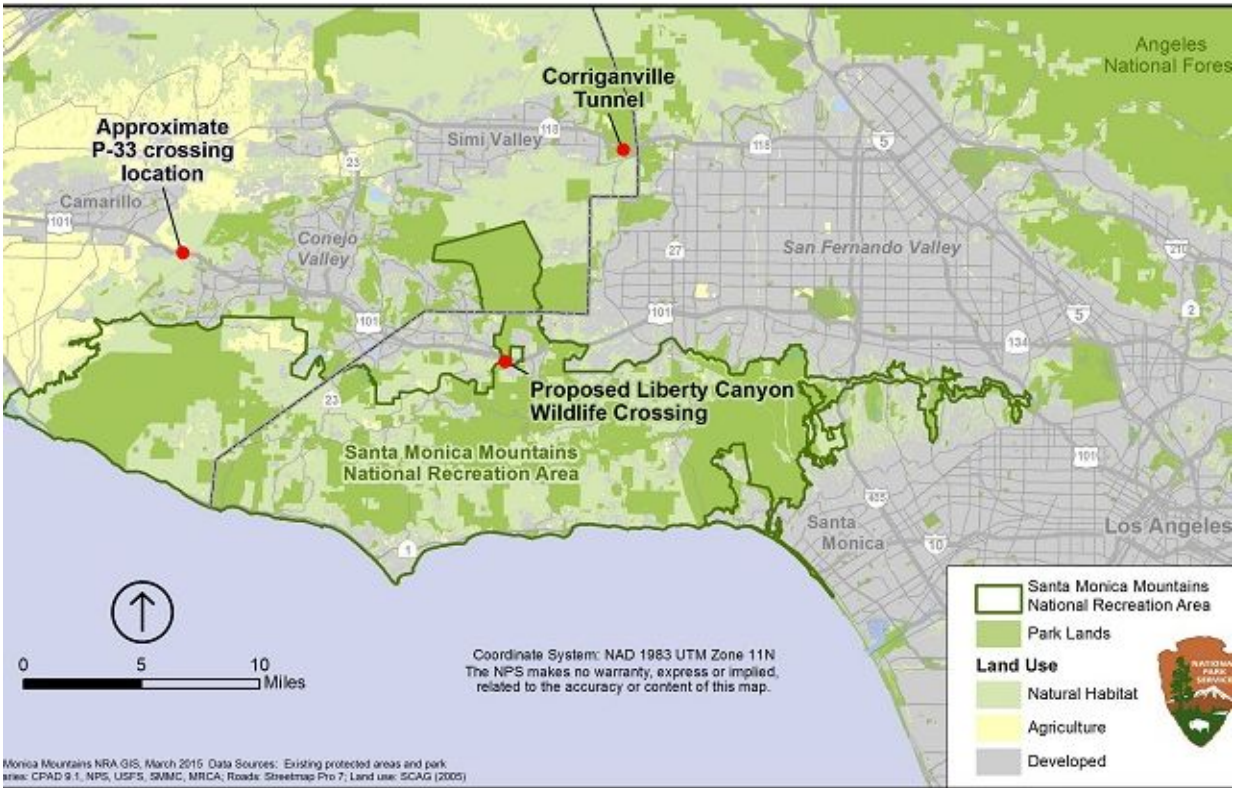 Angeles
National Fores
Corriganville
Tunnel
Approximate
P-33 crossing
location
Simi Valley
118
118
5
23
Camarillo
101
Conejo
Valley
27
San Fernando Valley
210
2
101
101
5
134
Proposed Liberty Canyon
Wildlife Crossing
23
Santa Monica Mountains
National Recreation Area
101
405
Santa
Monica
10
Los Angeles
1
0 5 10
Miles
Coordinate System: NAD 1983 UTM Zone 11N
The NPS makes no warranty, express or implied,
related to the accuracy or content of this map.
Santa Monica Mountains
National Recreation Area
Park Lands
Land Use
Natural Habitat
Agriculture
Developed
NATIONAL
PARK
SERVICE
Monica Mountains NRA GIS, March 2015 Data Sources: Existing protected areas and park
aries: CPAD 9.1, NPS, USFS, SMMC, MRCA; Roads: Streetmap Pro 7; Land use: SCAG (2005)